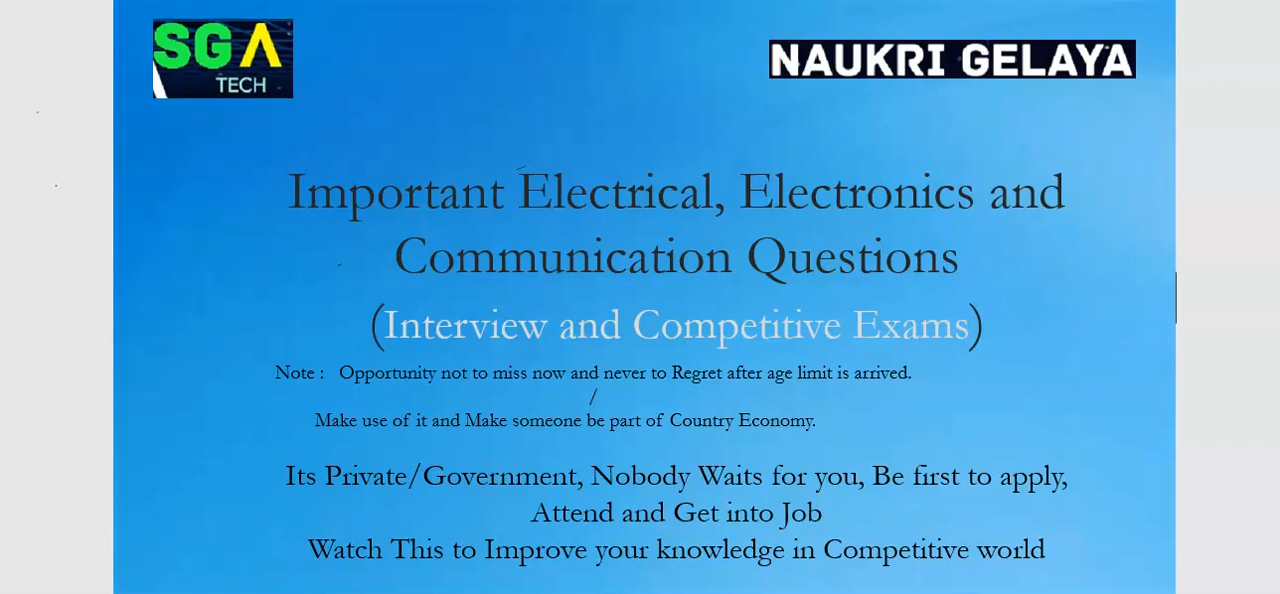 SGA
TECH
NAUKRI GELAYA
Important Electrical, Electronics and
Communication Questions
(Interview and Competitive Exams)
Note : Opportunity not to miss now and never to Regret after age limit is arrived.
/
Make use of it and Make someone be part of Country Economy.
Its Private/Government, Nobody Waits for you, Be first to apply,
Attend and Get into Job
Watch This to Improve your knowledge in Competitive world